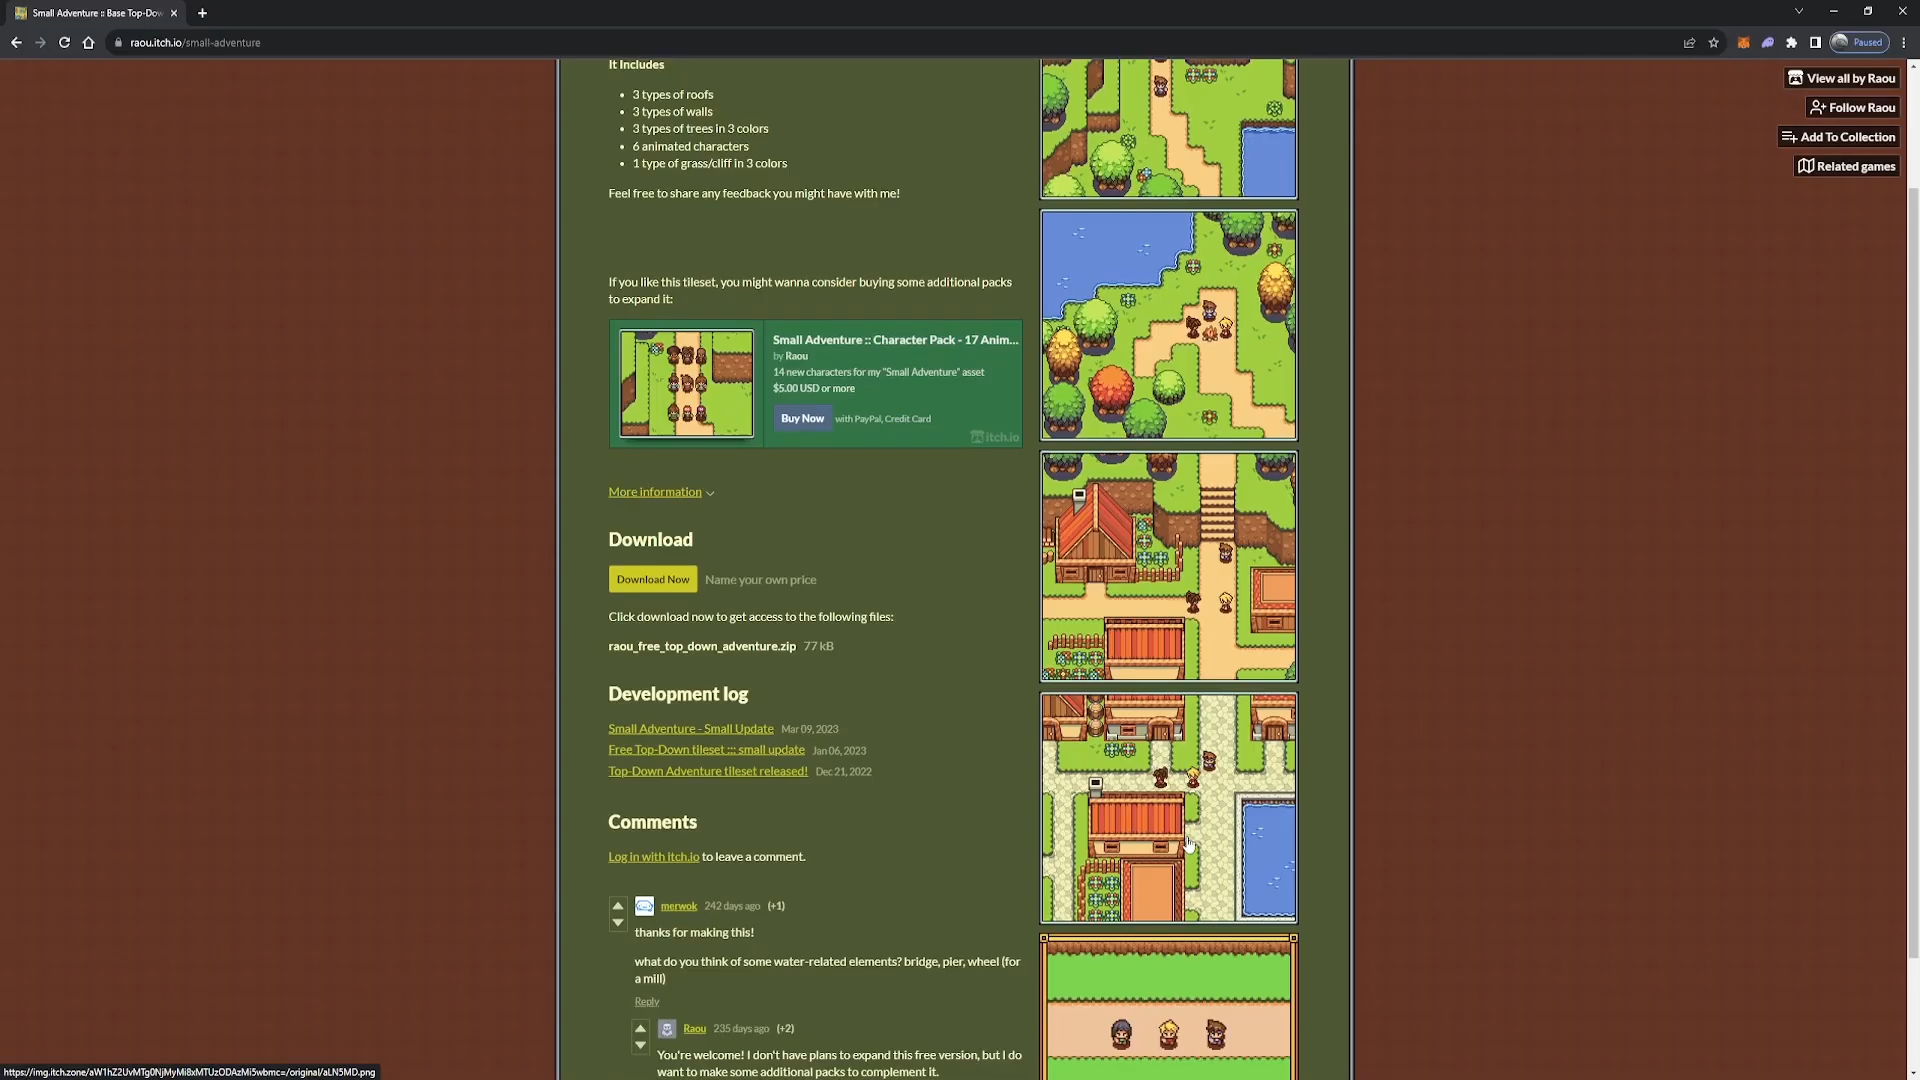 Small Adventure :: Base Top-Dow
raou.itch.io/small-adventure
Paused
View all by Raou
Follow Raou
Add To Collection
Related games
It Includes
3 types of roofs
3 types of walls
3 types of trees in 3 colors
6 animated characters
1 type of grass/cliff in 3 colors
Feel free to share any feedback you might have with me!
If you like this tileset, you might wanna consider buying some additional packs
to expand it:
Small Adventure :: Character Pack - 17 Anim...
by Raou
14 new characters for my "Small Adventure" asset
$5.00 USD or more
Buy Now with PayPal, Credit Card
itch.io
More information
Download
Download Now Name your own price
Click download now to get access to the following files:
raou_free_top_down_adventure.zip 77 kB
Development log
Small Adventure - Small Update Mar 09, 2023
Free Top-Down tileset ::: small update Jan 06, 2023
Top-Down Adventure tileset released! Dec 21, 2022
Comments
Log in with itch.io to leave a comment.
merwok 242 days ago (+1)
thanks for making this!
what do you think of some water-related elements? bridge, pier, wheel (for
a mill)
Reply
Raou 235 days ago (+2)
You're welcome! I don't have plans to expand this free version, but I do
want to make some additional packs to complement it.